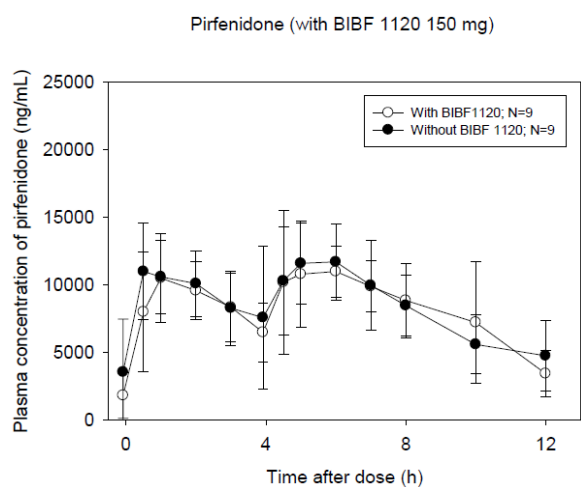 Pirfenidone (with BIBF 1120 150 mg)
Plasma concentration of pirfenidone (ng/mL)
25000
20000
15000
10000
5000
0
With BIBF1120; N=9
Without BIBF 1120; N=9
0 4 8 12
Time after dose (h)